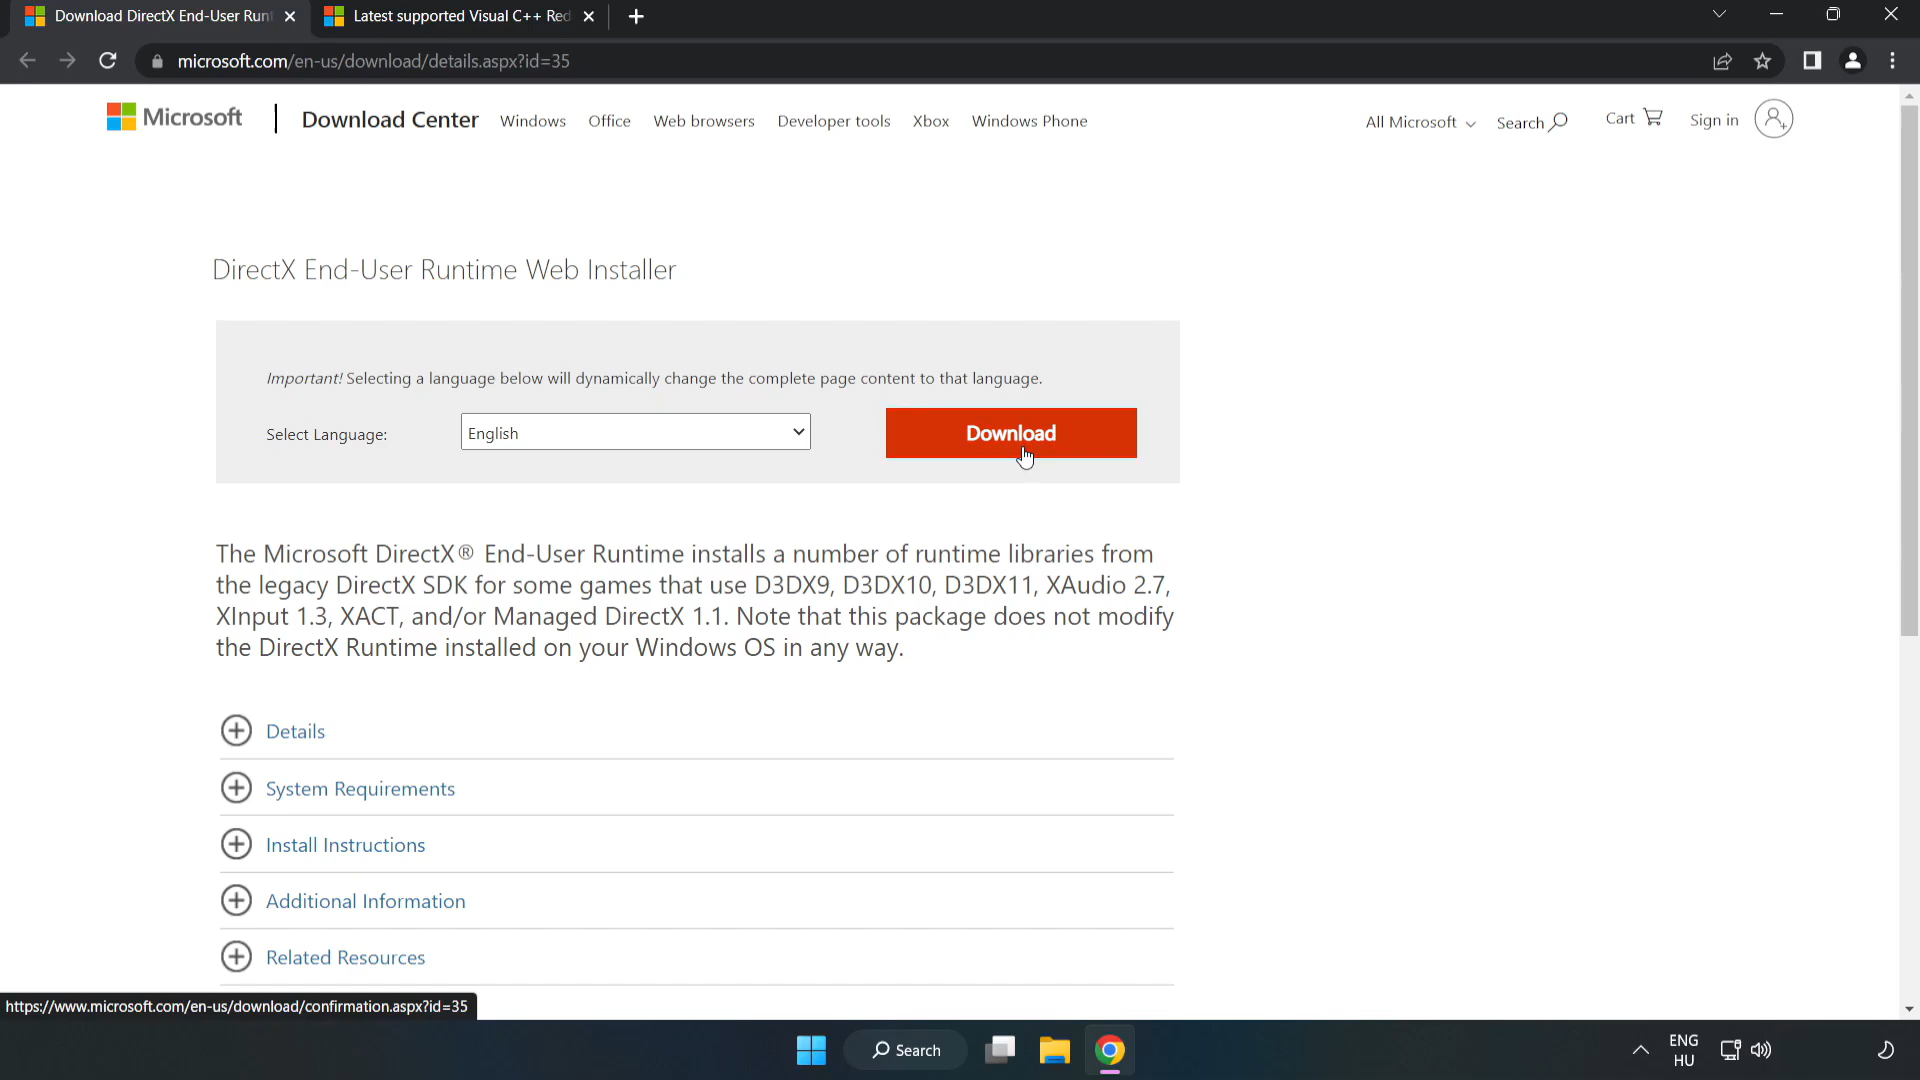 Download DirectX End-User Runt
Latest supported Visual C++ Red
microsoft.com/en-us/download/details.aspx?id=35
Microsoft
Download Center
Windows
Office
Web browsers
Developer tools
Xbox
Windows Phone
All Microsoft
Search
Cart
Sign in
DirectX End-User Runtime Web Installer
Important! Selecting a language below will dynamically change the complete page content to that language.
Select Language:
English
Download
The Microsoft DirectX® End-User Runtime installs a number of runtime libraries from
the legacy DirectX SDK for some games that use D3DX9, D3DX10, D3DX11, XAudio 2.7,
XInput 1.3, XACT, and/or Managed DirectX 1.1. Note that this package does not modify
the DirectX Runtime installed on your Windows OS in any way.
Details
System Requirements
Install Instructions
Additional Information
Related Resources
https://www.microsoft.com/en-us/download/confirmation.aspx?id=35
Search
ENG
HU